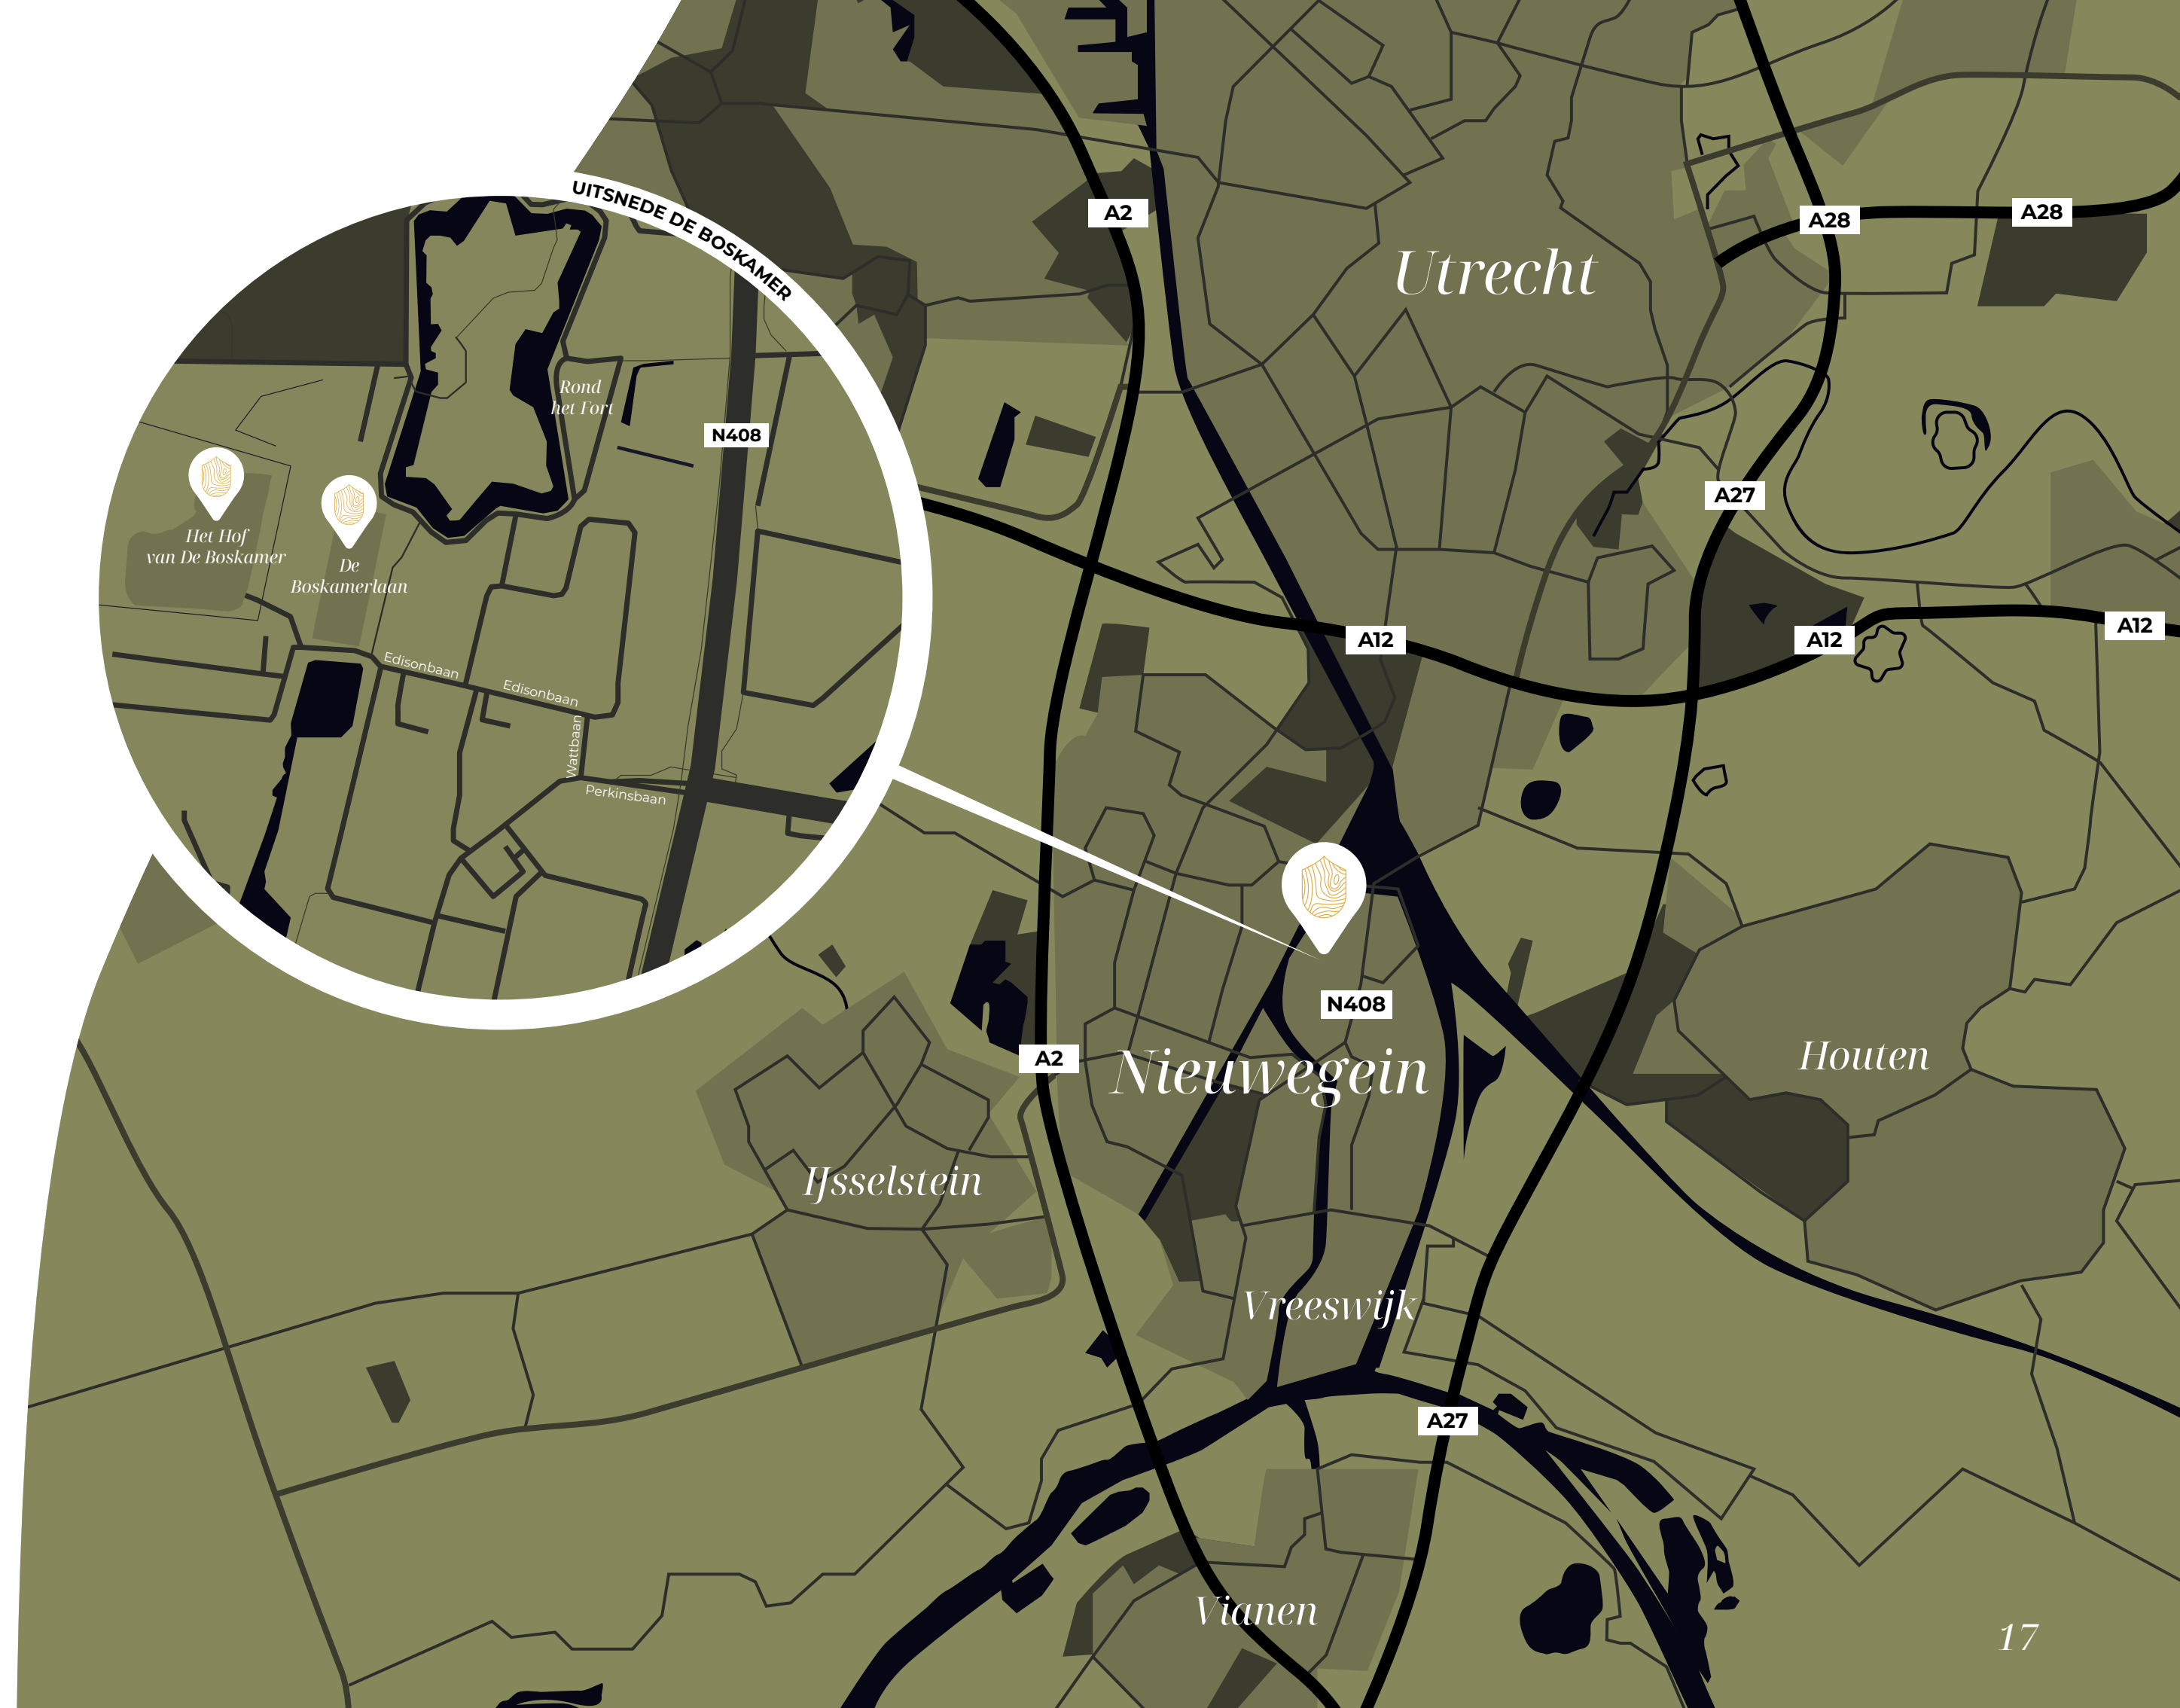 UITSNEDE DE BOSKAMER
A2
A28
A28
Utrecht
Rond
het Fort
N408
A27
Het Hof
van De Boskamer
De
Boskamerlaan
A12
A12
A12
Edisonbaan
Edisonbaan
Wattbaan
Perkinsbaan
N408
A2
Nieuwegein
Houten
IJsselstein
Vreeswijk
A27
Vianen
17